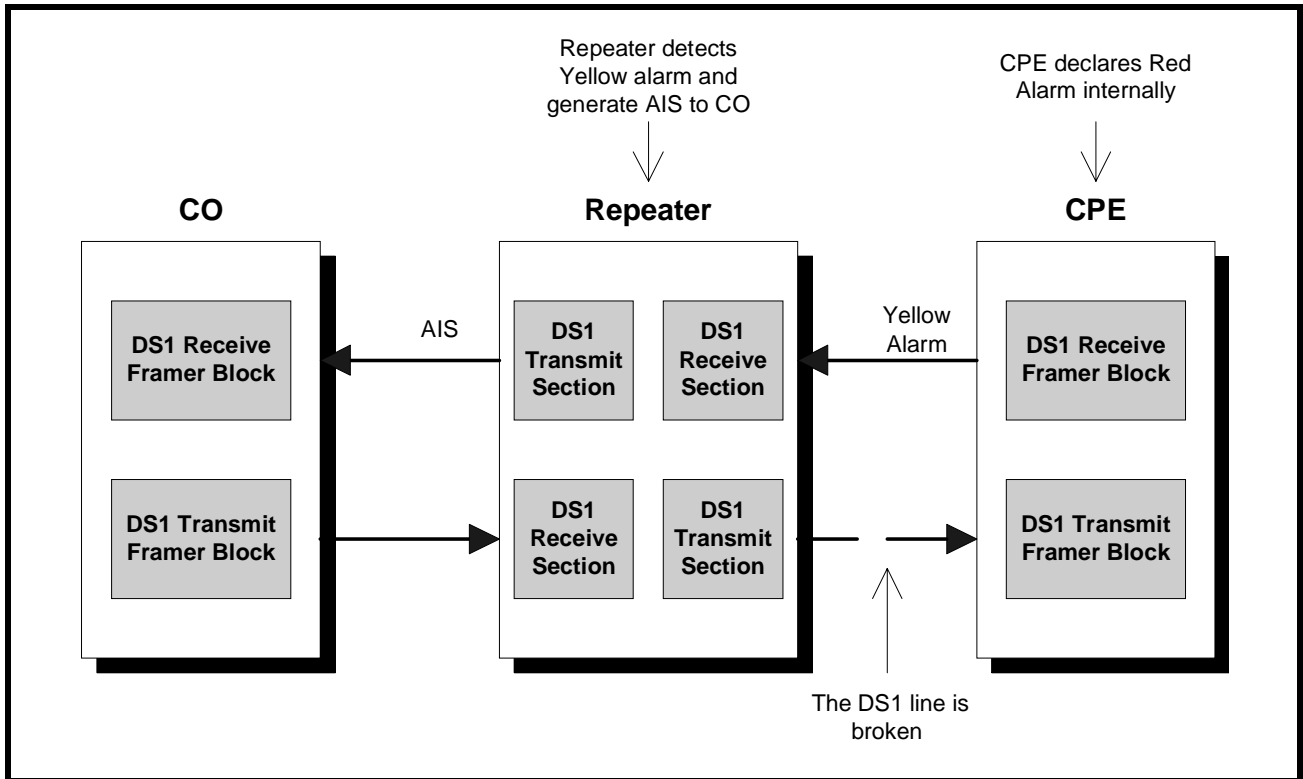 Repeater detects
Yellow alarm and
generate AIS to CO
CPE declares Red
Alarm internally
CO
Repeater
CPE
DS1 Receive
Framer Block
AIS
DS1
Transmit
Section
DS1
Receive
Section
Yellow
Alarm
DS1 Receive
Framer Block
DS1 Transmit
Framer Block
DS1
Receive
Section
DS1
Transmit
Section
DS1 Transmit
Framer Block
The DS1 line is
broken